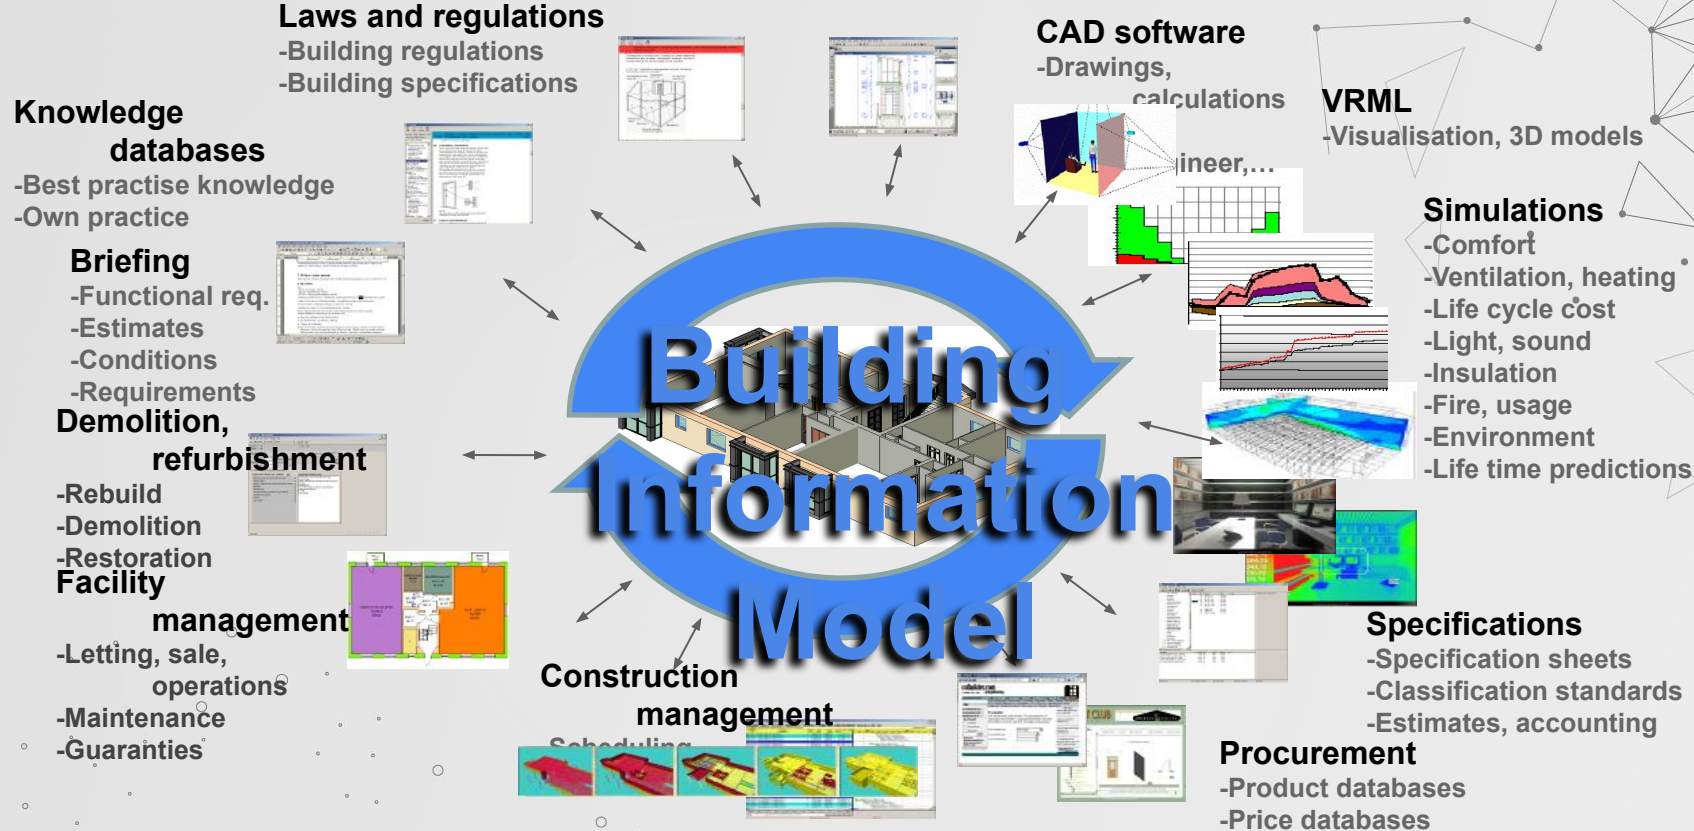 Laws and regulations
-Building regulations
-Building specifications
CAD software
-Drawings,
calculations
VRML
-Visualisation, 3D models
Knowledge
databases
-Best practise knowledge
-Own practice
Simulations
-Comfort
-Ventilation, heating
-Life cycle cost
-Light, sound
-Insulation
-Fire, usage
-Environment
-Life time predictions
Briefing
-Functional req.
-Estimates
-Conditions
-Requirements
Building
Information
Model
Demolition,
refurbishment
-Rebuild
-Demolition
-Restoration
Facility
management
-Letting, sale,
operations
-Maintenance
-Guaranties
Construction
management
-Scheduling
Specifications
-Specification sheets
-Classification standards
-Estimates, accounting
Procurement
-Product databases
-Price databases